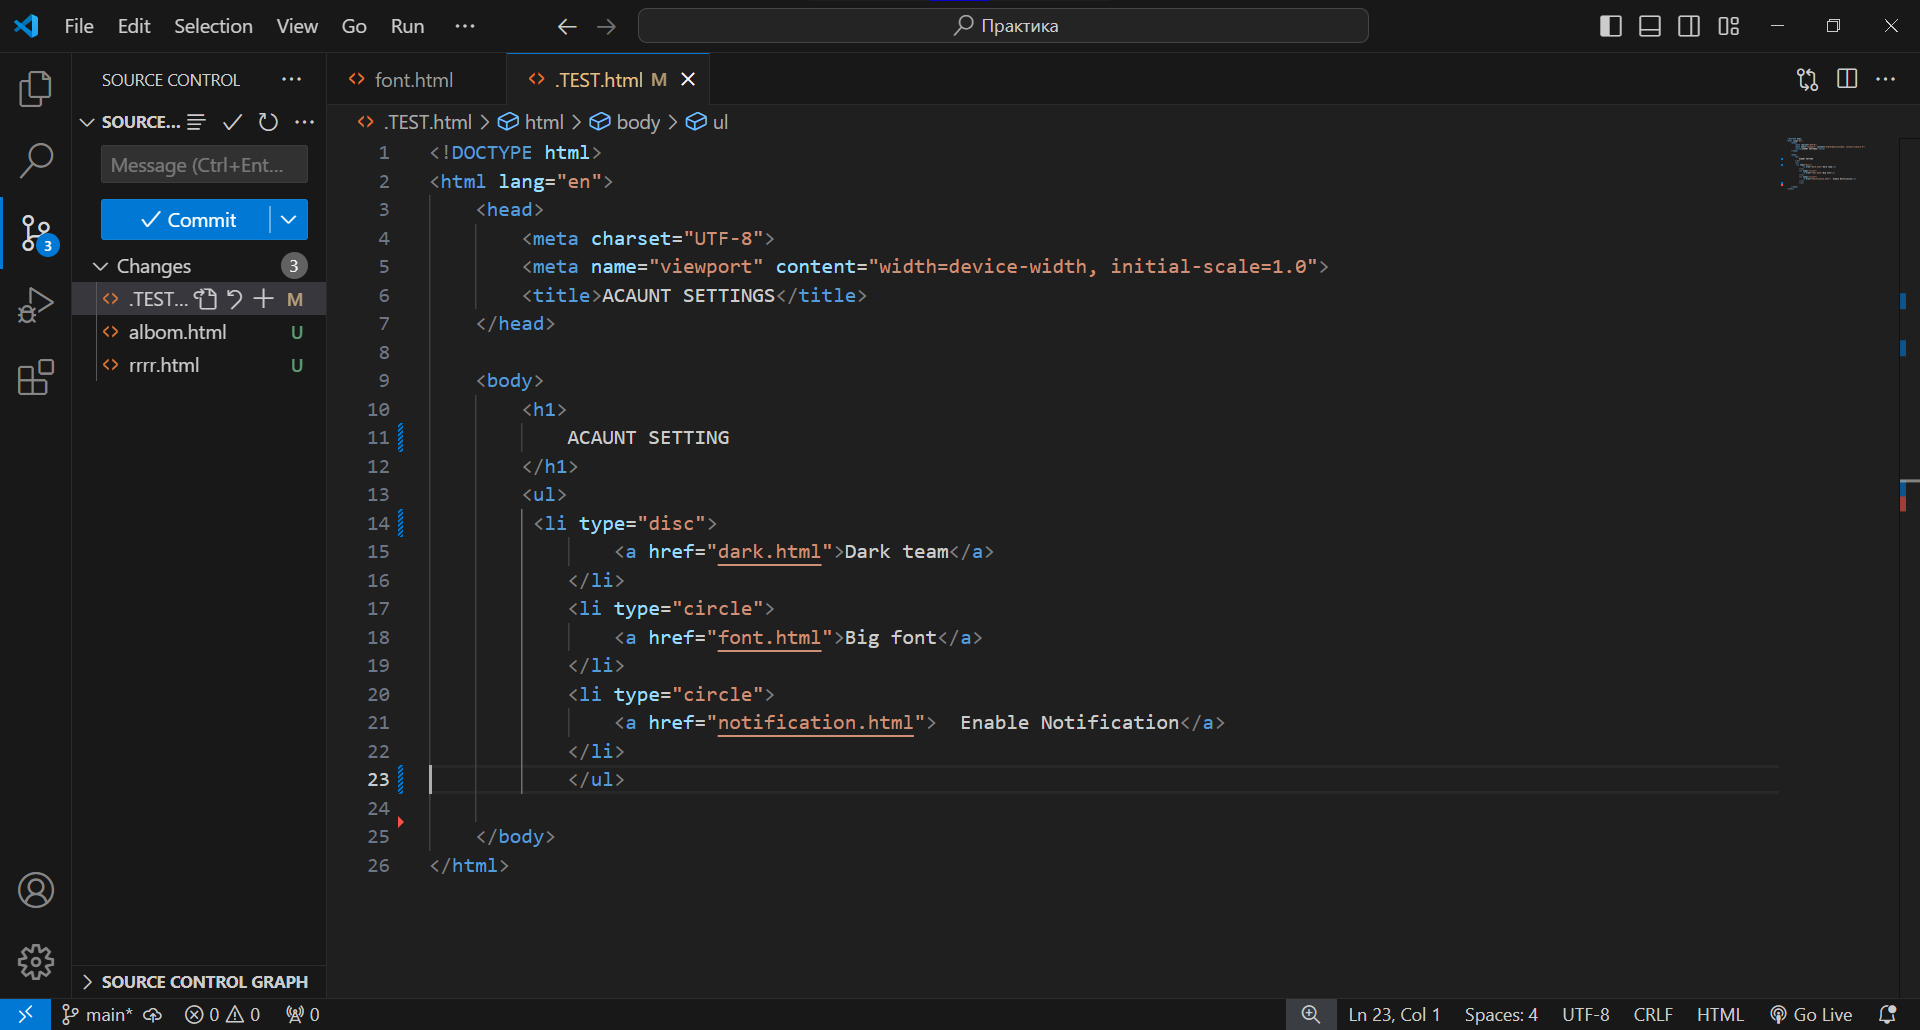 File Edit Selection View Go Run ···
Практика
SOURCE CONTROL ···
font.html
.TEST.html M
SOURCE... ···
.TEST.html > html > body > ul
Message (Ctrl+Ent...
Commit
Changes 3
.TEST... M
albom.html U
rrrr.html U
3
1 <!DOCTYPE html>
2 <html lang="en">
3 <head>
4 <meta charset="UTF-8">
5 <meta name="viewport" content="width=device-width, initial-scale=1.0">
6 <title>ACAUNT SETTINGS</title>
7 </head>
8
9 <body>
10 <h1>
11 ACAUNT SETTING
12 </h1>
13 <ul>
14 <li type="disc">
15 <a href="dark.html">Dark team</a>
16 </li>
17 <li type="circle">
18 <a href="font.html">Big font</a>
19 </li>
20 <li type="circle">
21 <a href="notification.html">  Enable Notification</a>
22 </li>
23 </ul>
24
25 </body>
26 </html>
SOURCE CONTROL GRAPH
main* 0 0 0
Ln 23, Col 1 Spaces: 4 UTF-8 CRLF HTML Go Live